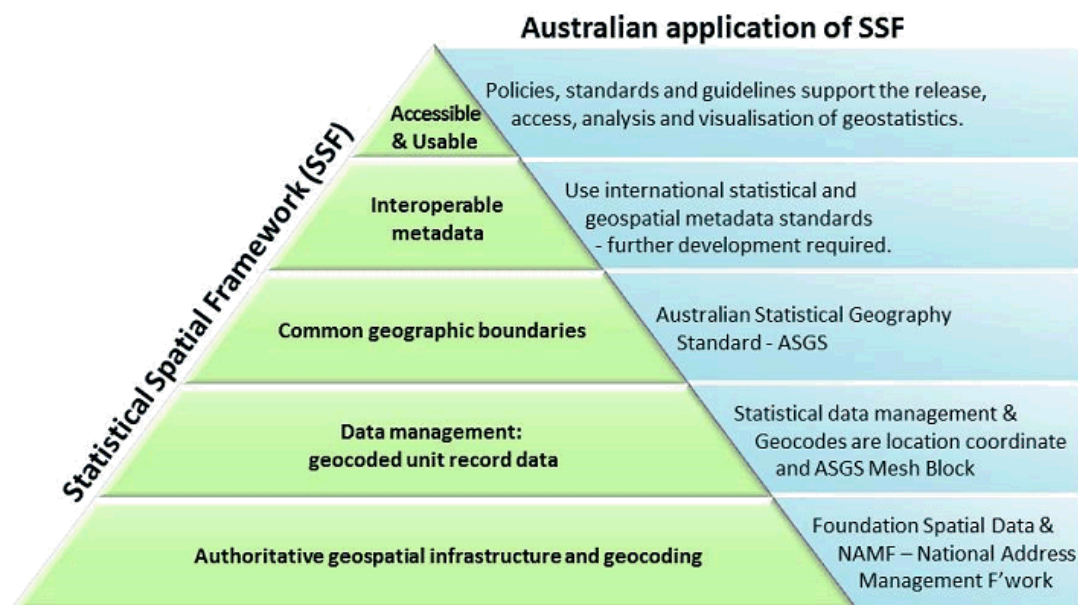 Australian application of SSF
Statistical Spatial Framework (SSF)
Accessible
& Usable
Policies, standards and guidelines support the release,
access, analysis and visualisation of geostatistics.
Interoperable
metadata
Use international statistical and
geospatial metadata standards
- further development required.
Common geographic boundaries
Australian Statistical Geography
Standard - ASGS
Data management:
geocoded unit record data
Statistical data management &
Geocodes are location coordinate
and ASGS Mesh Block
Authoritative geospatial infrastructure and geocoding
Foundation Spatial Data &
NAMF – National Address
Management F'work